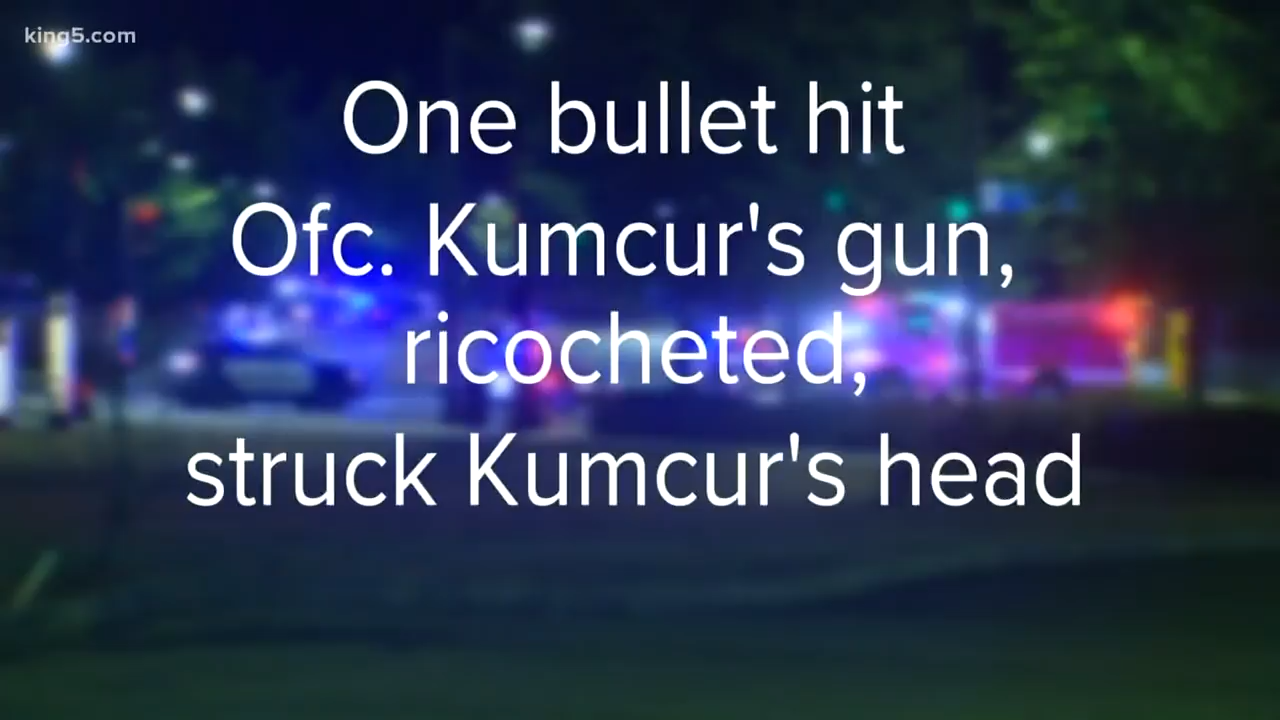 king5.com
One bullet hit
Ofc. Kumcur's gun,
ricocheted,
struck Kumcur's head